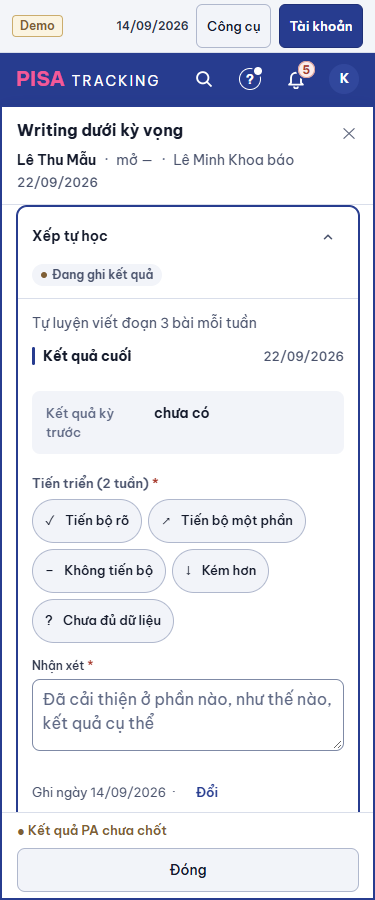 Demo
14/09/2026
Công cụ
Tài khoản
PISA TRACKING
?
5
K
Writing dưới kỳ vọng
Lê Thu Mẫu · mở — · Lê Minh Khoa báo
22/09/2026
Xếp tự học
Đang ghi kết quả
Tự luyện viết đoạn 3 bài mỗi tuần
Kết quả cuối
22/09/2026
Kết quả kỳ trước
chưa có
Tiến triển (2 tuần) *
✓ Tiến bộ rõ
↗ Tiến bộ một phần
– Không tiến bộ
↓ Kém hơn
? Chưa đủ dữ liệu
Nhận xét *
Đã cải thiện ở phần nào, như thế nào,
kết quả cụ thể
Ghi ngày 14/09/2026 · Đổi
● Kết quả PA chưa chốt
Đóng